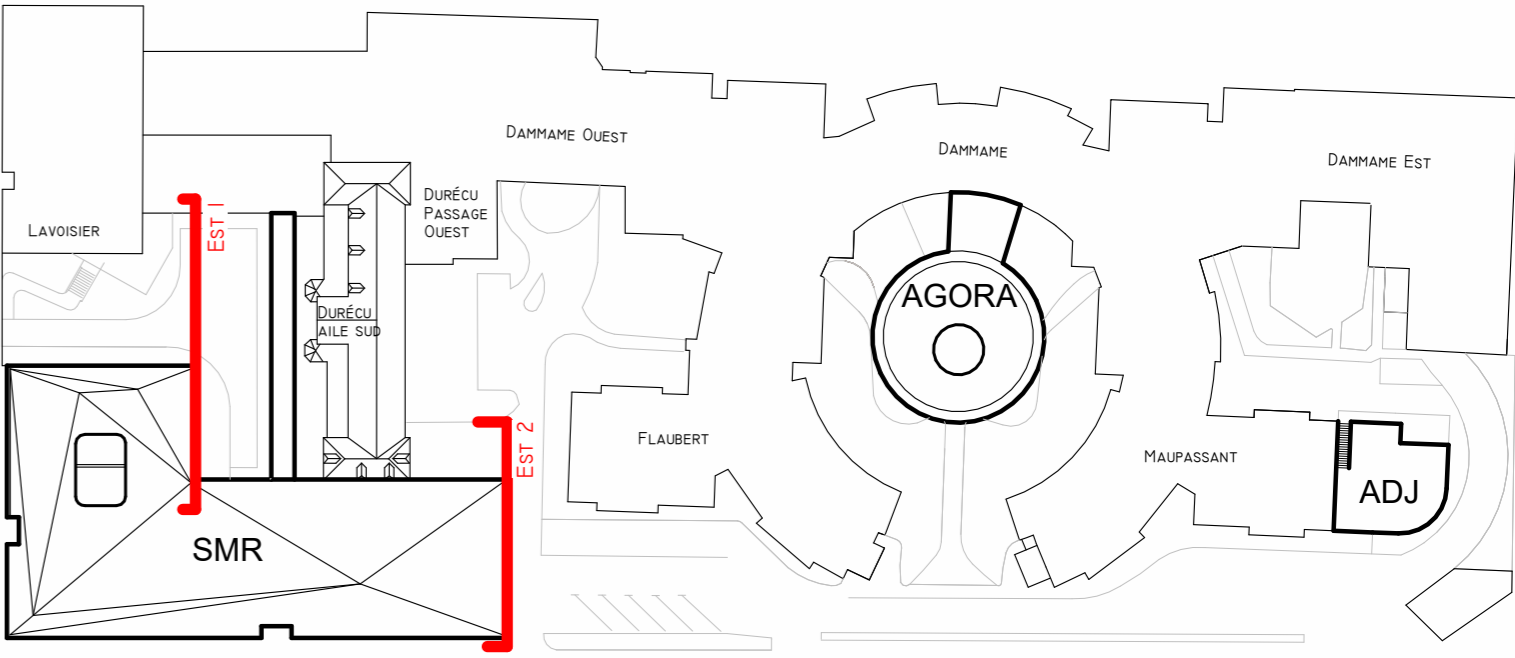 DAMMAME OUEST
DAMMAME
DAMMAME EST
DURÉCU
PASSAGE
OUEST
LAVOISIER
EST 1
AGORA
DURÉCU
AILE SUD
FLAUBERT
EST 2
MAUPASSANT
ADJ
SMR